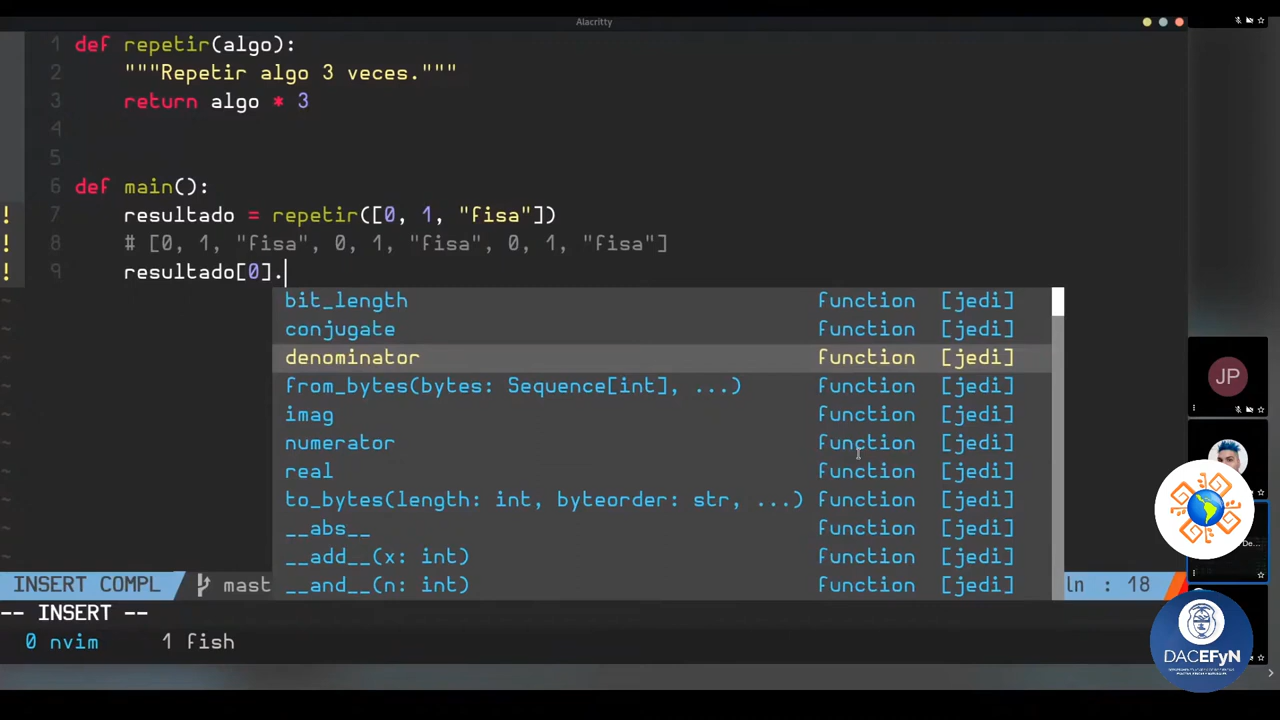 Alacritty
1 def repetir(algo):
2 """Repetir algo 3 veces."""
3 return algo * 3
4
5
6 def main():
! 7 resultado = repetir([0, 1, "fisa"])
! 8 # [0, 1, "fisa", 0, 1, "fisa", 0, 1, "fisa"]
! 9 resultado[0].
~ bit_length function [jedi]
~ conjugate function [jedi]
~ denominator function [jedi]
~ from_bytes(bytes: Sequence[int], ...) function [jedi]
~ imag function [jedi]
~ numerator function [jedi]
~ real function [jedi]
~ to_bytes(length: int, byteorder: str, ...) function [jedi]
~ __abs__ function [jedi]
~ __add__(x: int) function [jedi]
INSERT COMPL mast __and__(n: int) function [jedi] ln : 18
-- INSERT --
0 nvim 1 fish
JP
De...
DACEFyN